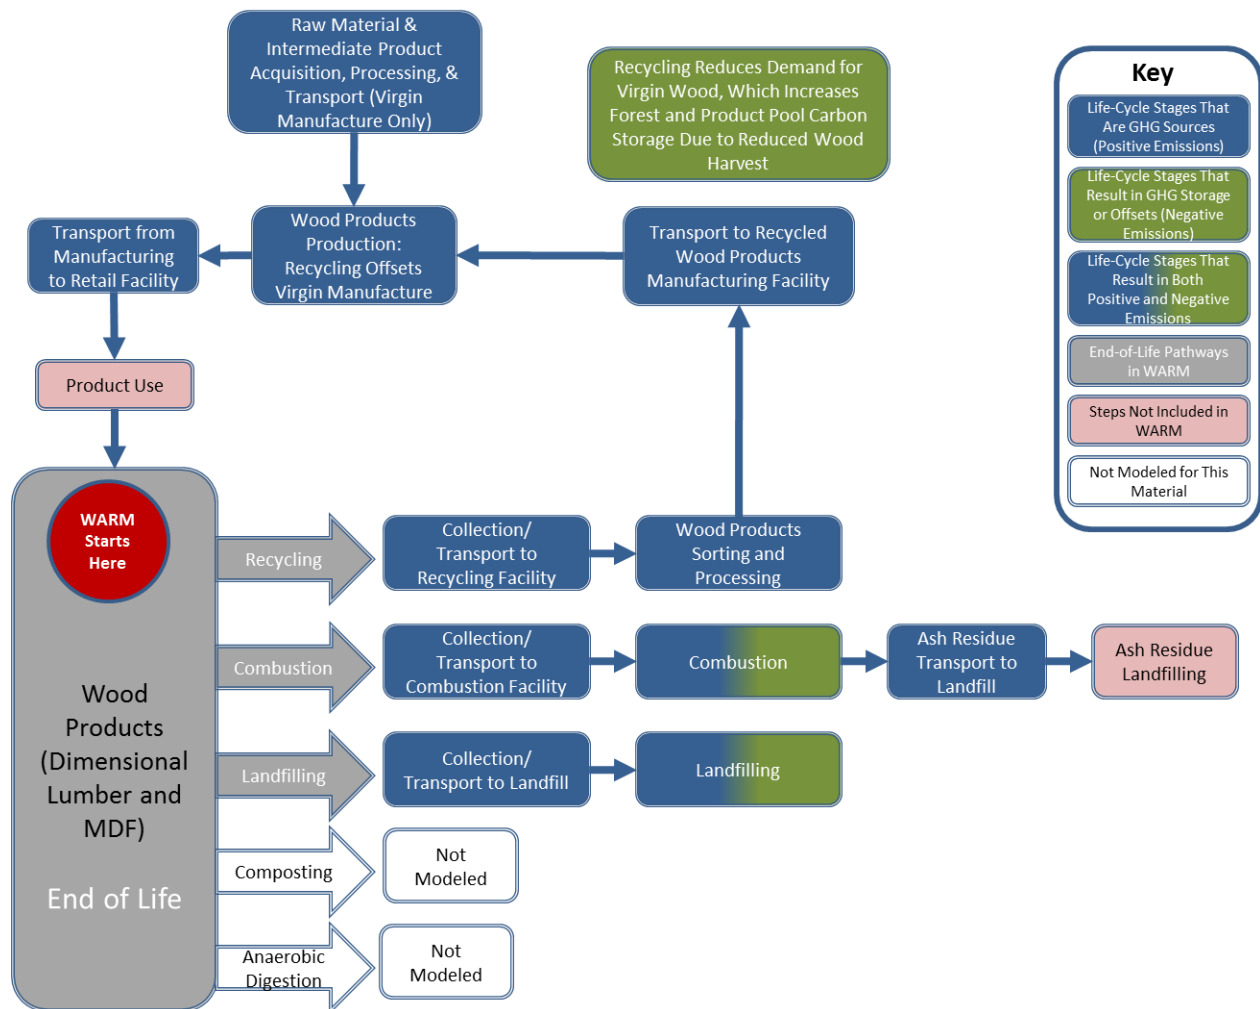 Raw Material &
Intermediate Product
Acquisition, Processing, &
Transport (Virgin
Manufacture Only)
Recycling Reduces Demand for
Virgin Wood, Which Increases
Forest and Product Pool Carbon
Storage Due to Reduced Wood
Harvest
Key
Life-Cycle Stages That
Are GHG Sources
(Positive Emissions)
Life-Cycle Stages That
Result in GHG Storage
or Offsets (Negative
Emissions)
Life-Cycle Stages That
Result in Both
Positive and Negative
Emissions
End-of-Life Pathways
in WARM
Steps Not Included in
WARM
Not Modeled for This
Material
Transport from
Manufacturing
to Retail Facility
Wood Products
Production:
Recycling Offsets
Virgin Manufacture
Transport to Recycled
Wood Products
Manufacturing Facility
Product Use
WARM
Starts
Here
Wood
Products
(Dimensional
Lumber and
MDF)
End of Life
Recycling
Collection/
Transport to
Recycling Facility
Wood Products
Sorting and
Processing
Combustion
Collection/
Transport to
Combustion Facility
Combustion
Ash Residue
Transport to
Landfill
Ash Residue
Landfilling
Landfilling
Collection/
Transport to Landfill
Landfilling
Composting
Not
Modeled
Anaerobic
Digestion
Not
Modeled